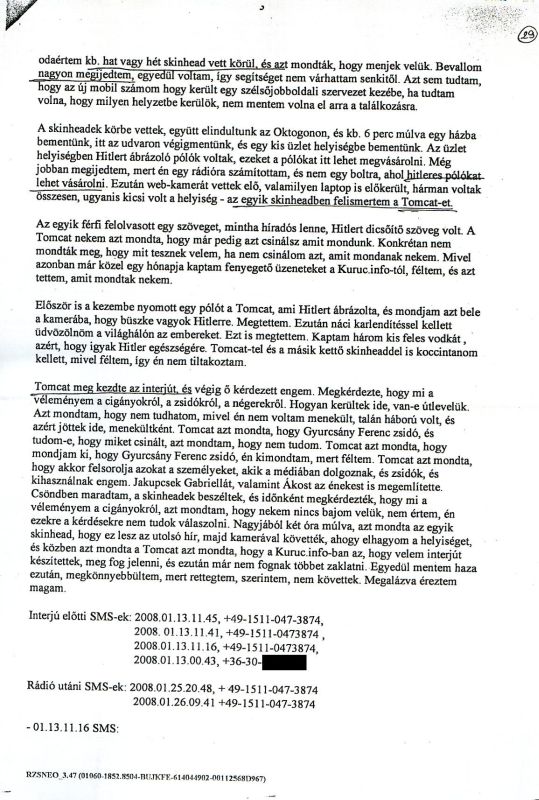 29
odaértem kb. hat vagy hét skinhead vett körül, és azt mondták, hogy menjek velük. Bevallom
nagyon megijedtem, egyedül voltam, így segítséget nem várhattam senkitől. Azt sem tudtam,
hogy az új mobil számom hogy került egy szélsőjobboldali szervezet kezébe, ha tudtam
volna, hogy milyen helyzetbe kerülök, nem mentem volna el arra a találkozásra.
A skinheadek körbe vettek, együtt elindultunk az Oktogonon, és kb. 6 perc múlva egy házba
bementünk, itt az udvaron végigmentünk, és egy kis üzlet helyiségbe bementünk. Az üzlet
helyiségben Hitlert ábrázoló pólók voltak, ezeket a pólókat itt lehet megvásárolni. Még
jobban megijedtem, mert én egy rádióra számítottam, és nem egy boltra, ahol hitleres pólókat
lehet vásárolni. Ezután web-kamerát vettek elő, valamilyen laptop is előkerült, hárman voltak
összesen, ugyanis kicsi volt a helyiség - az egyik skinheadben felismertem a Tomcat-et.
Az egyik férfi felolvasott egy szöveget, mintha híradós lenne, Hitlert dicsőítő szöveg volt. A
Tomcat nekem azt mondta, hogy már pedig azt csinálsz amit mondunk. Konkrétan nem
mondták meg, hogy mit tesznek velem, ha nem csinálom azt, amit mondanak nekem. Mivel
azonban már közel egy hónapja kaptam fenyegető üzeneteket a Kuruc.info-tól, féltem, és azt
tettem, amit mondtak nekem.
Először is a kezembe nyomott egy pólót a Tomcat, ami Hitlert ábrázolta, és mondjam azt bele
a kamerába, hogy büszke vagyok Hitlerre. Megtettem. Ezután náci karlendítéssel kellett
üdvözölnöm a világhálón az embereket. Ezt is megtettem. Kaptam három kis feles vodkát ,
azért, hogy igyak Hitler egészségére. Tomcat-tel és a másik kettő skinheaddel is koccintanom
kellett, mivel féltem, így én nem tiltakoztam.
Tomcat meg kezdte az interjút, és végig ő kérdezett engem. Megkérdezte, hogy mi a
véleményem a cigányokról, a zsidókról, a négerekről. Hogyan kerültek ide, van-e útlevelük.
Azt mondtam, hogy nem tudhatom, mivel én nem voltam menekült, talán háború volt, és
azért jöttek ide, menekültként. Tomcat azt mondta, hogy Gyurcsány Ferenc zsidó, és
tudom-e, hogy miket csinált, azt mondtam, hogy nem tudom. Tomcat azt mondta, hogy
mondjam ki, hogy Gyurcsány Ferenc zsidó, én kimondtam, mert féltem. Tomcat azt mondta,
hogy akkor felsorolja azokat a személyeket, akik a médiában dolgoznak, és zsidók, és
kihasználnak engem. Jakupcsek Gabriellát, valamint Ákost az énekest is megemlítette.
Csöndben maradtam, a skinheadek beszéltek, és időnként megkérdezték, hogy mi a
véleményem a cigányokról, azt mondtam, hogy nekem nincs bajom velük, nem értem, én
ezekre a kérdésekre nem tudok válaszolni. Nagyjából két óra múlva, azt mondta az egyik
skinhead, hogy ez lesz az utolsó hír, majd kamerával követték, ahogy elhagyom a helyiséget,
és közben azt mondta a Tomcat azt mondta, hogy a Kuruc.info-ban az, hogy velem interjút
készítettek, meg fog jelenni, és ezután már nem fognak többet zaklatni. Egyedül mentem haza
ezután, megkönnyebbültem, mert rettegtem, szerintem, nem követtek. Megalázva éreztem
magam.
Interjú előtti SMS-ek: 2008.01.13.11.45, +49-1511-047-3874,
2008. 01.13.11.41, +49-1511-0473874 ,
2008.01.13.11.16, +49-1511-0473874,
2008.01.13.00.43, +36-30-
Rádió utáni SMS-ek: 2008.01.25.20.48, + 49-1511-047-3874
2008.01.26.09.41 +49-1511-047-3874
- 01.13.11.16 SMS:
RZSNEO_3.47 (01060-1852.8504-BUJKFE-614044902-00112568D967)